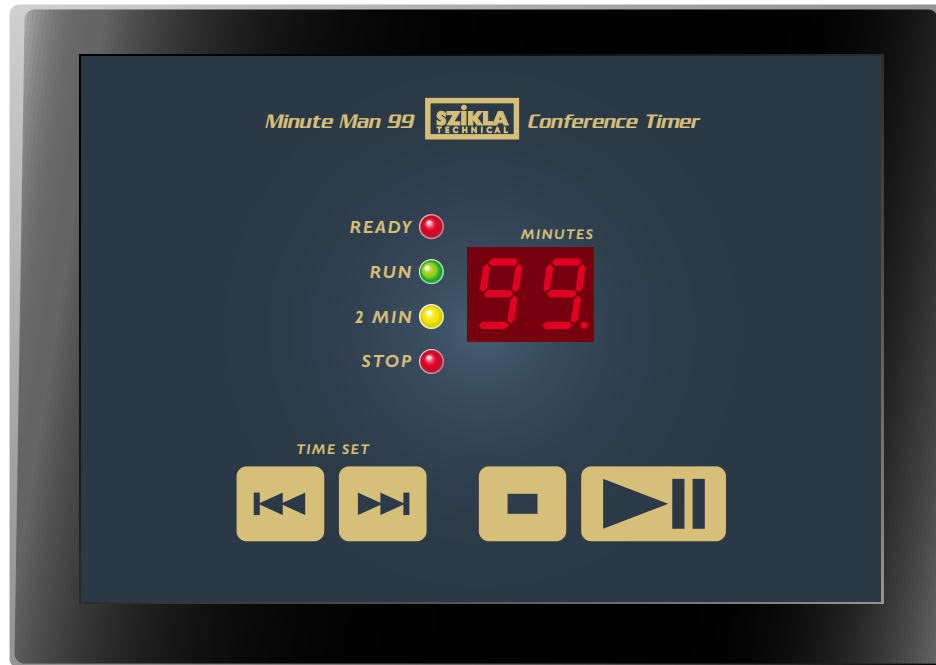 Minute Man 99 SZIKLA TECHNICAL Conference Timer
READY
MINUTES
RUN
99.
2 MIN
STOP
TIME SET